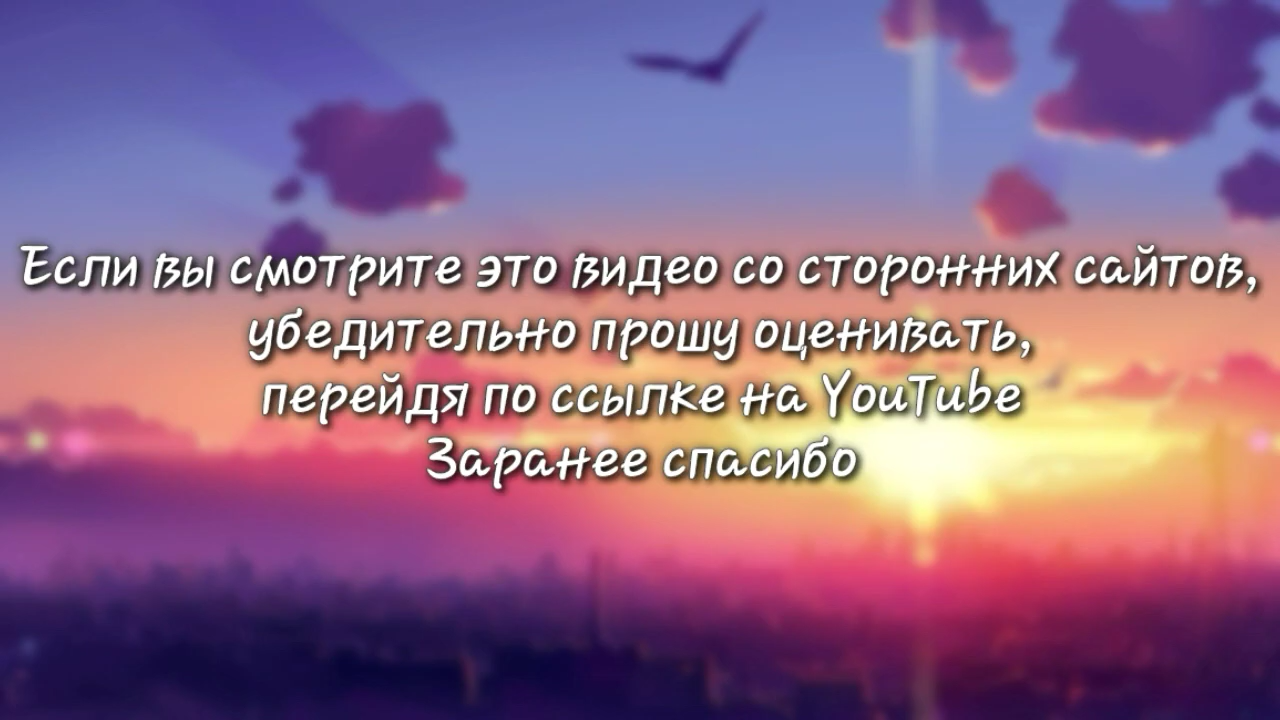 Если вы смотрите это видео со сторонних сайтов,
убедительно прошу оценивать,
перейдя по ссылке на YouTube
Заранее спасибо